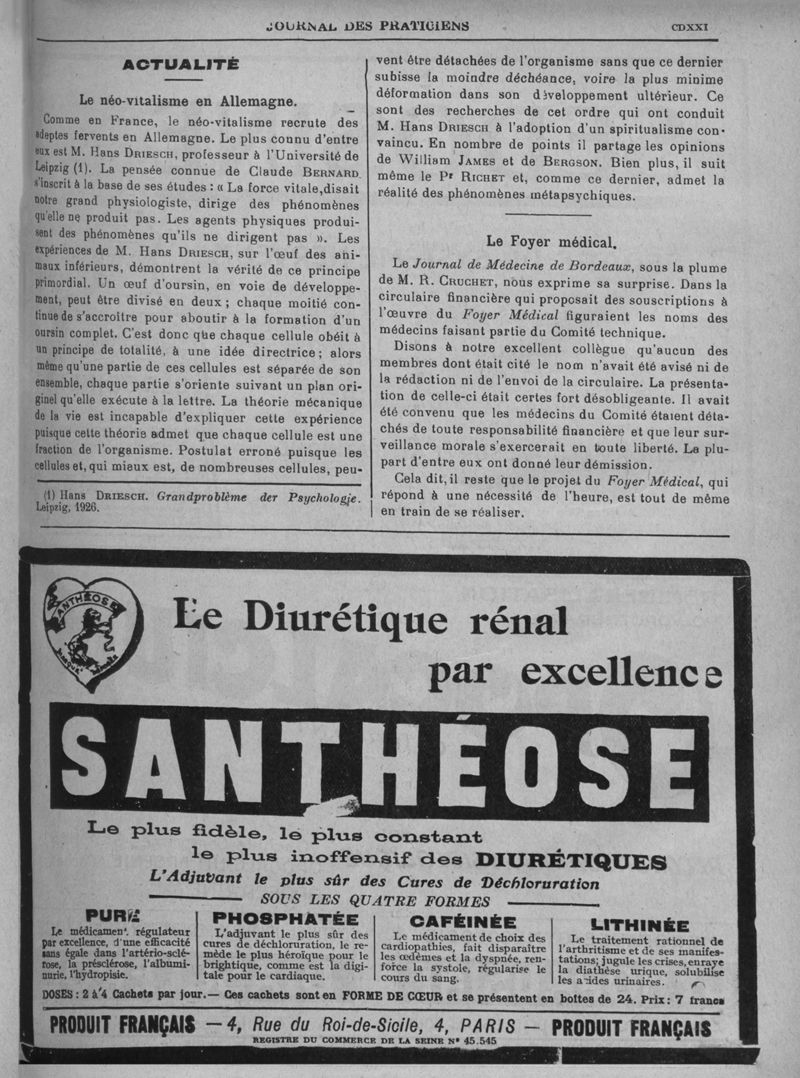 JOURNAL DES PRATICIENS
CDXXI
ACTUALITÉ
Le néo-vitalisme en Allemagne.
Comme en France, le néo-vitalisme recrute des
adeptes fervents en Allemagne. Le plus connu d'entre
eux est M. Hans DRIESCH, professeur à l'Université de
Leipzig (1). La pensée connue de Claude BERNARD
s'inscrit à la base de ses études : « La force vitale, disait
notre grand physiologiste, dirige des phénomènes
qu'elle ne produit pas. Les agents physiques produi-
sent des phénomènes qu'ils ne dirigent pas ». Les
expériences de M. Hans DRIESCH, sur l'œuf des ani-
maux inférieurs, démontrent la vérité de ce principe
primordial. Un œuf d'oursin, en voie de développe-
ment, peut être divisé en deux ; chaque moitié con-
tinue de s'accroître pour aboutir à la formation d'un
oursin complet. C'est donc que chaque cellule obéit à
un principe de totalité, à une idée directrice ; alors
même qu'une partie de ces cellules est séparée de son
ensemble, chaque partie s'oriente suivant un plan ori-
ginel qu'elle exécute à la lettre. La théorie mécanique
de la vie est incapable d'expliquer cette expérience
puisque cette théorie admet que chaque cellule est une
fraction de l'organisme. Postulat erroné puisque les
cellules et, qui mieux est, de nombreuses cellules, peu-
(1) Hans DRIESCH. Grandproblème der Psychologie.
Leipzig, 1926.
vent être détachées de l'organisme sans que ce dernier
subisse la moindre déchéance, voire la plus minime
déformation dans son développement ultérieur. Ce
sont des recherches de cet ordre qui ont conduit
M. Hans DRIESCH à l'adoption d'un spiritualisme con-
vaincu. En nombre de points il partage les opinions
de William JAMES et de BERGSON. Bien plus, il suit
même le Pr RICHET et, comme ce dernier, admet la
réalité des phénomènes métapsychiques.
Le Foyer médical.
Le Journal de Médecine de Bordeaux, sous la plume
de M. R. CRUCHET, nous exprime sa surprise. Dans la
circulaire financière qui proposait des souscriptions à
l'œuvre du Foyer Médical figuraient les noms des
médecins faisant partie du Comité technique.
Disons à notre excellent collègue qu'aucun des
membres dont était cité le nom n'avait été avisé ni de
la rédaction ni de l'envoi de la circulaire. La présenta-
tion de celle-ci était certes fort désobligeante. Il avait
été convenu que les médecins du Comité étaient déta-
chés de toute responsabilité financière et que leur sur-
veillance morale s'exercerait en toute liberté. La plu-
part d'entre eux ont donné leur démission.
Cela dit, il reste que le projet du Foyer Médical, qui
répond à une nécessité de l'heure, est tout de même
en train de se réaliser.
SANTHÉOSE
Le Diurétique rénal
par excellence
SANTHÉOSE
Le plus fidèle, le plus constant
le plus inoffensif des DIURÉTIQUES
L'Adjuvant le plus sûr des Cures de Déchloruration
SOUS LES QUATRE FORMES
PURE
Le médicament régulateur
par excellence, d'une efficacité
sans égale dans l'artério-sclé-
rose, la présclérose, l'albumi-
nurie, l'hydropisie.
PHOSPHATÉE
L'adjuvant le plus sûr des
cures de déchloruration, le re-
mède le plus héroïque pour le
brightique, comme est la digi-
tale pour le cardiaque.
CAFÉINÉE
Le médicament de choix des
cardiopathies, fait disparaître
les œdèmes et la dyspnée, ren-
force la systole, régularise le
cours du sang.
LITHINÉE
Le traitement rationnel de
l'arthritisme et de ses manifes-
tations; jugule les crises, enraye
la diathèse urique, solubilise
les acides urinaires.
DOSES : 2 à 4 Cachets par jour. — Ces cachets sont en FORME DE CŒUR et se présentent en boîtes de 24. Prix : 7 francs
PRODUIT FRANÇAIS — 4, Rue du Roi-de-Sicile, 4, PARIS — PRODUIT FRANÇAIS
REGISTRE DU COMMERCE DE LA SEINE N° 45.545